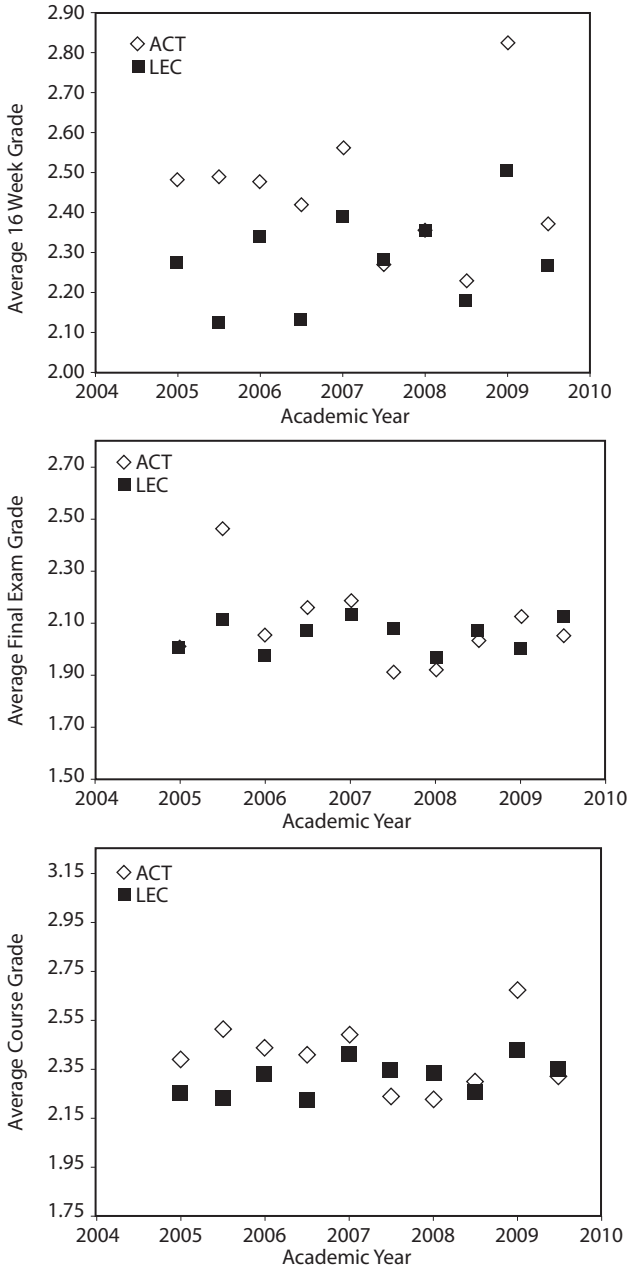 2.90
ACT
2.80
LEC
2.70
2.60
2.50
2.40
2.30
2.20
2.10
2.00
Average 16 Week Grade
2004 2005 2006 2007 2008 2009 2010
Academic Year
2.70
ACT
LEC
2.50
2.30
2.10
1.90
1.70
1.50
Average Final Exam Grade
2004 2005 2006 2007 2008 2009 2010
Academic Year
3.15
ACT
LEC
2.95
2.75
2.55
2.35
2.15
1.95
1.75
Average Course Grade
2004 2005 2006 2007 2008 2009 2010
Academic Year